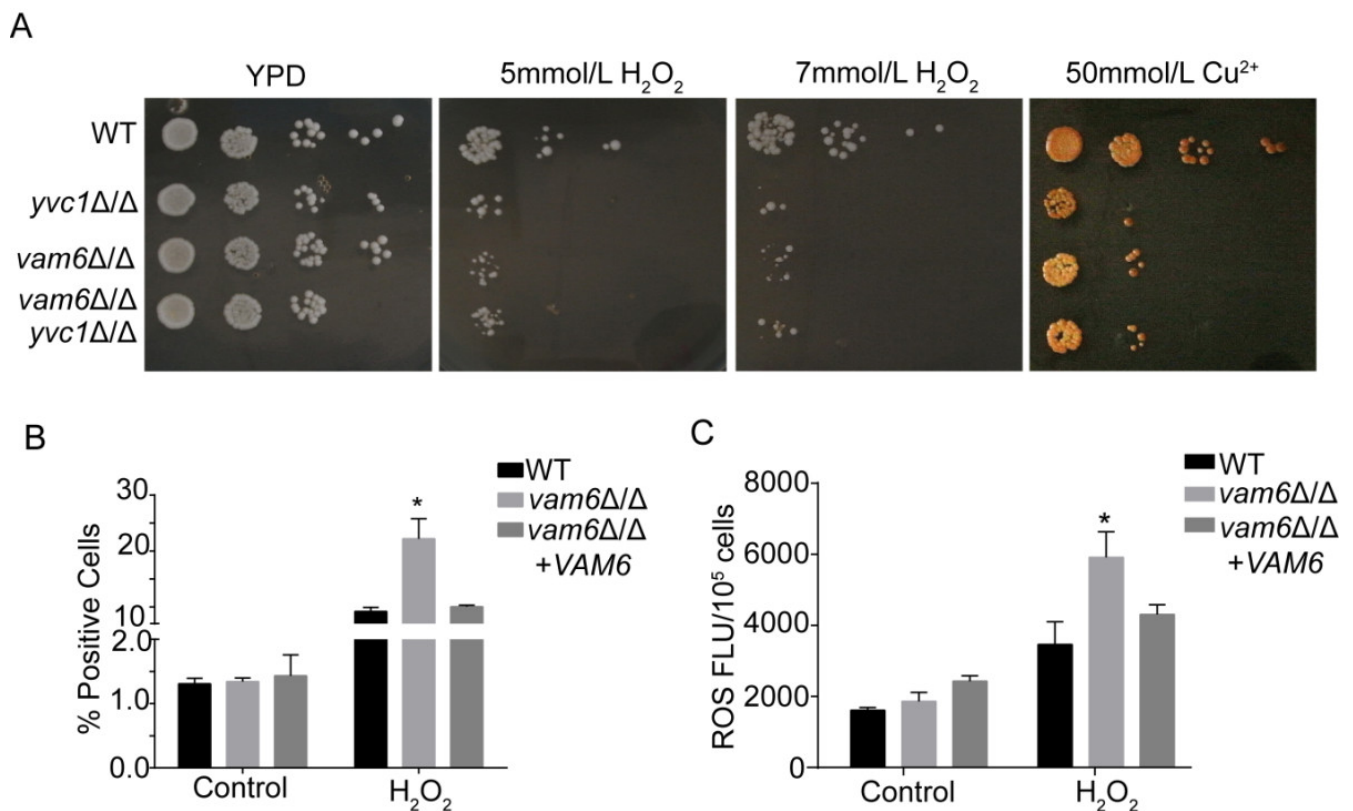 A
YPD
5mmol/L H₂O₂
7mmol/L H₂O₂
50mmol/L Cu²⁺
WT
yvc1Δ/Δ
vam6Δ/Δ
vam6Δ/Δ
yvc1Δ/Δ
B
% Positive Cells
30
20
10
2.0
1.0
0.0
Control
H₂O₂
WT
vam6Δ/Δ
vam6Δ/Δ
+VAM6
*
C
ROS FLU/10⁵ cells
8000
6000
4000
2000
0
Control
H₂O₂
WT
vam6Δ/Δ
vam6Δ/Δ
+VAM6
*